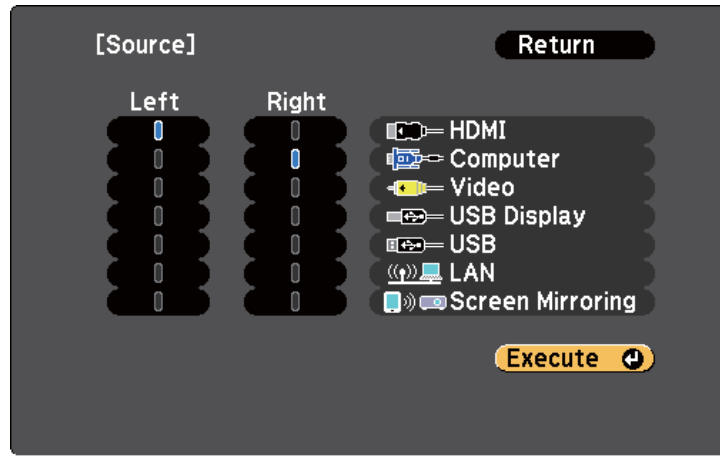 [Source]
Return
Left Right
HDMI
Computer
Video
USB Display
USB
LAN
Screen Mirroring
Execute